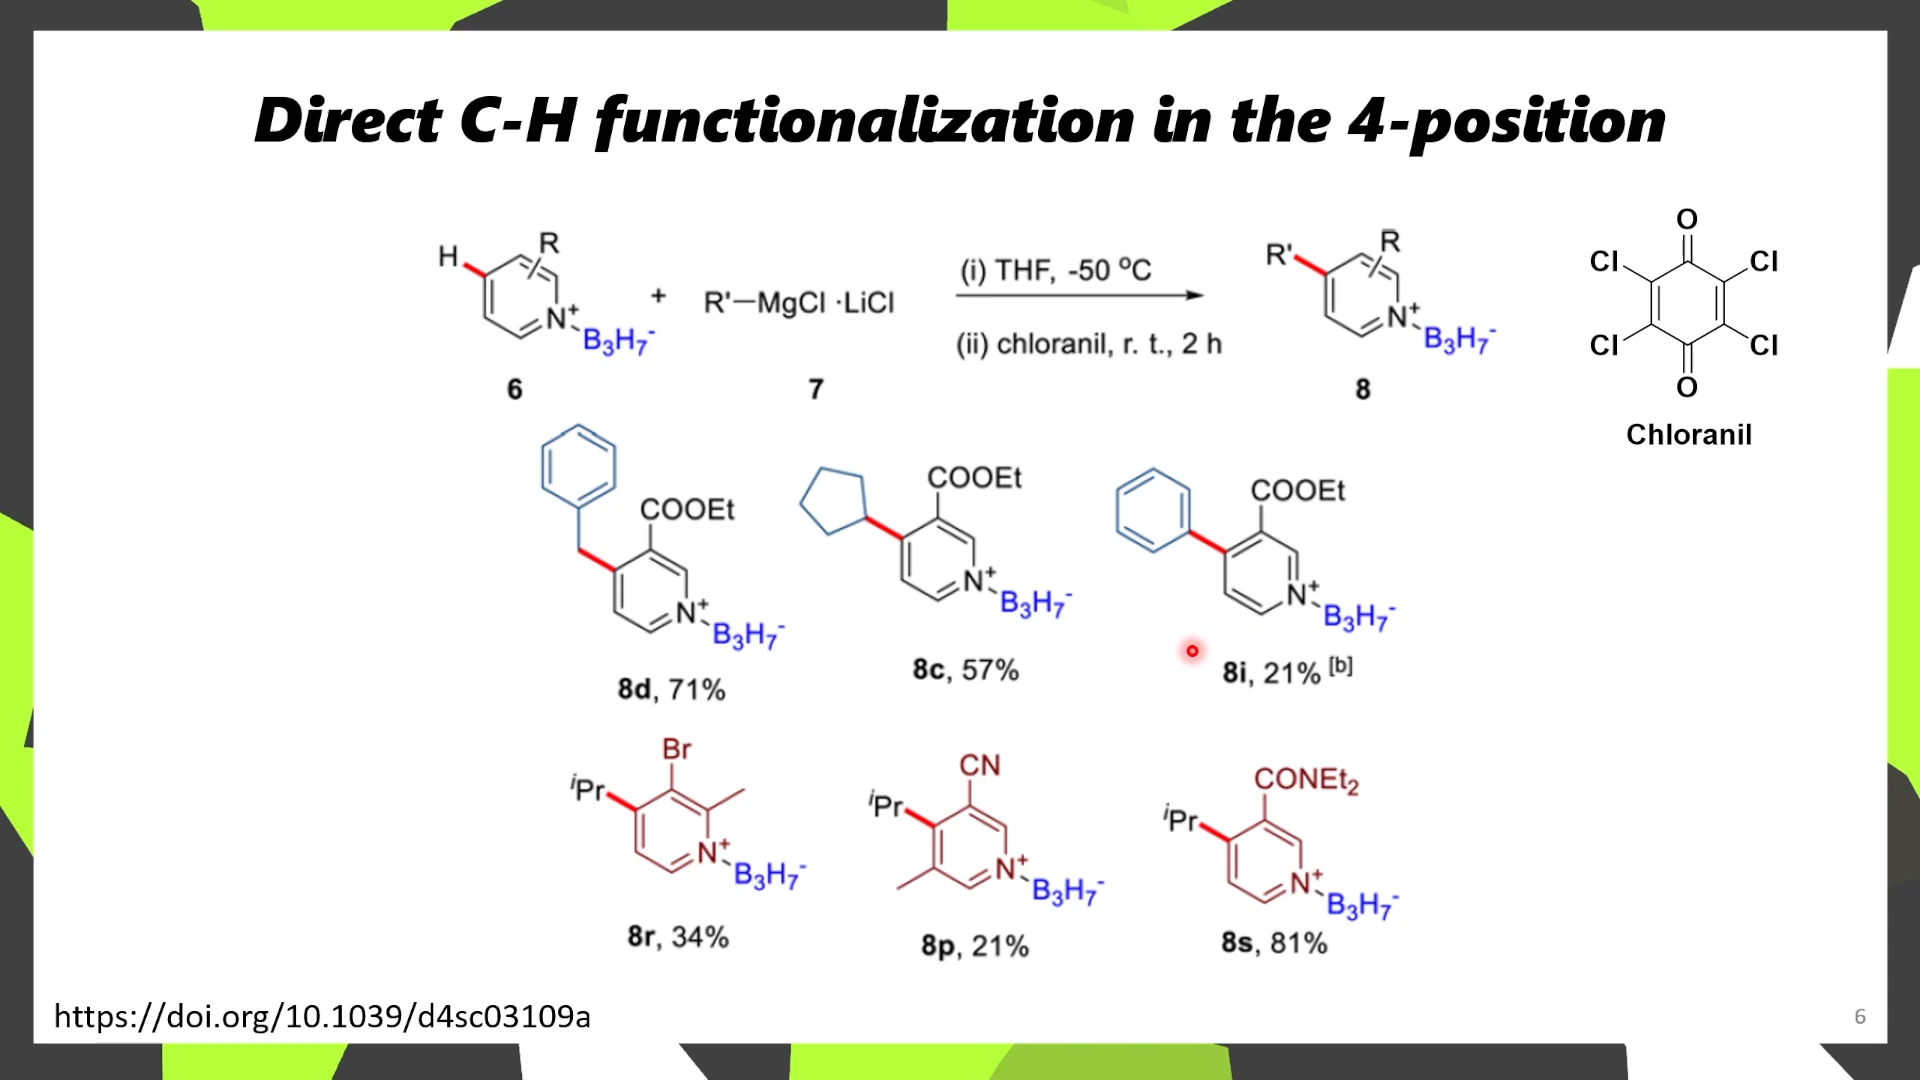 Direct C-H functionalization in the 4-position
H
R
N+
B3H7-
+
R'—MgCl ·LiCl
(i) THF, -50 °C
(ii) chloranil, r. t., 2 h
R'
R
N+
B3H7-
O
Cl
Cl
Cl
Cl
O
6
7
8
Chloranil
COOEt
N+
B3H7-
8d, 71%
COOEt
N+
B3H7-
8c, 57%
COOEt
N+
B3H7-
8i, 21% [b]
Br
iPr
N+
B3H7-
8r, 34%
CN
iPr
N+
B3H7-
8p, 21%
CONEt2
iPr
N+
B3H7-
8s, 81%
https://doi.org/10.1039/d4sc03109a
6